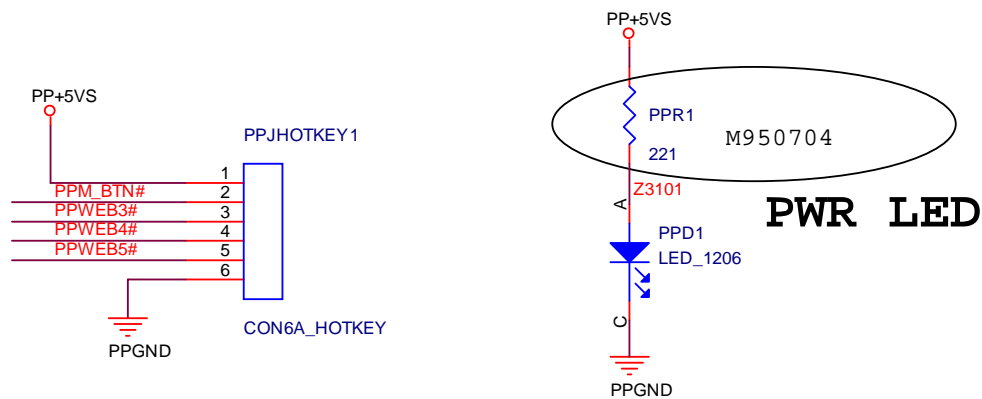 PP+5VS
PPJHOTKEY1
1
PPM_BTN#
2
PPWEB3#
3
PPWEB4#
4
PPWEB5#
5
6
CON6A_HOTKEY
PPGND
PP+5VS
PPR1
M950704
221
Z3101
A
PWR LED
PPD1
LED_1206
C
PPGND